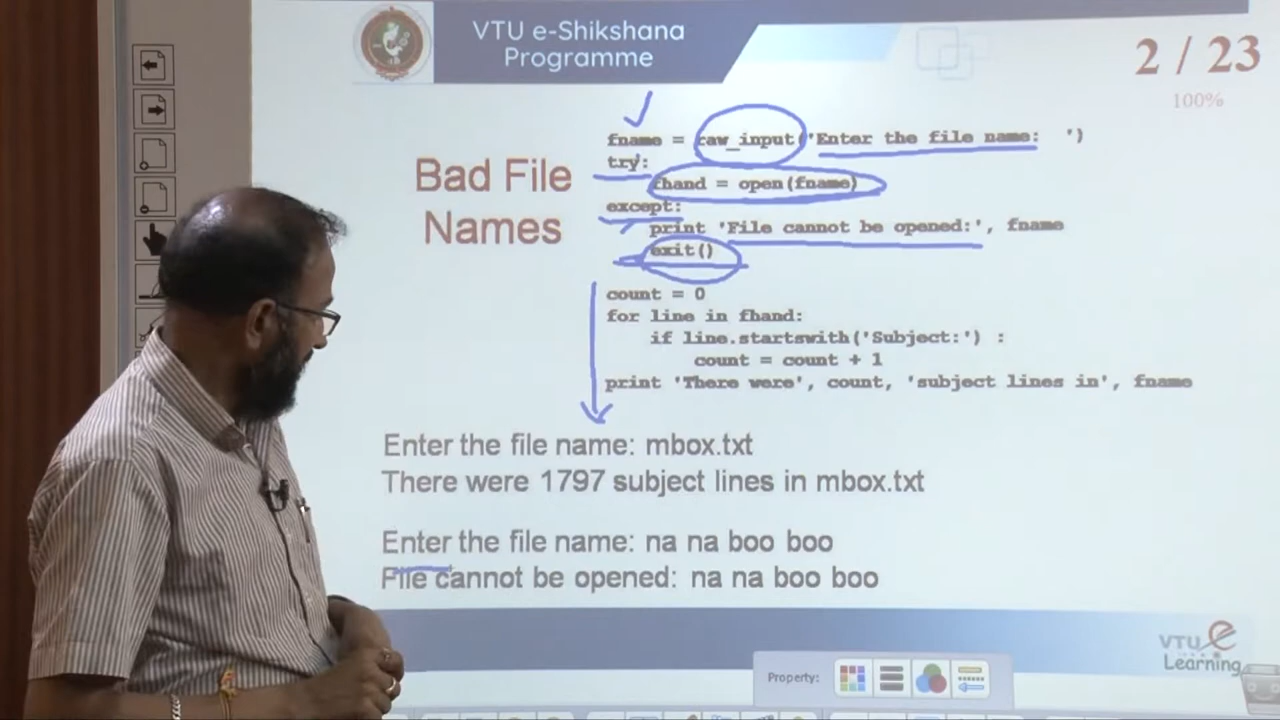 VTU e-Shikshana
Programme
2 / 23
100%
Bad File
Names
fname = raw_input('Enter the file name:  ')
try:
fhand = open(fname)
except:
print 'File cannot be opened:', fname
exit()
count = 0
for line in fhand:
if line.startswith('Subject:') :
count = count + 1
print 'There were', count, 'subject lines in', fname
Enter the file name: mbox.txt
There were 1797 subject lines in mbox.txt
Enter the file name: na na boo boo
File cannot be opened: na na boo boo
VTU e
Learning
Property: